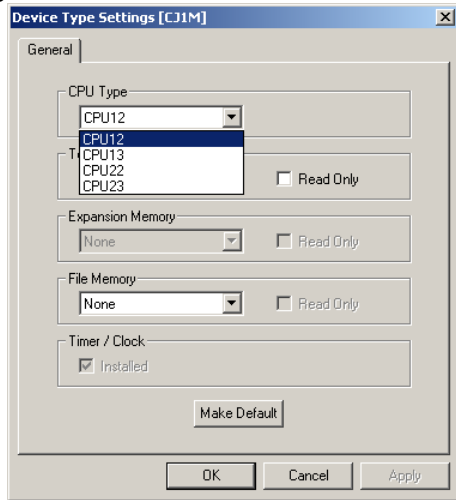 Device Type Settings [CJ1M]
General
CPU Type
CPU12
CPU12
CPU13
CPU22
CPU23
Read Only
Expansion Memory
None
Read Only
File Memory
None
Read Only
Timer / Clock
Installed
Make Default
OK
Cancel
Apply